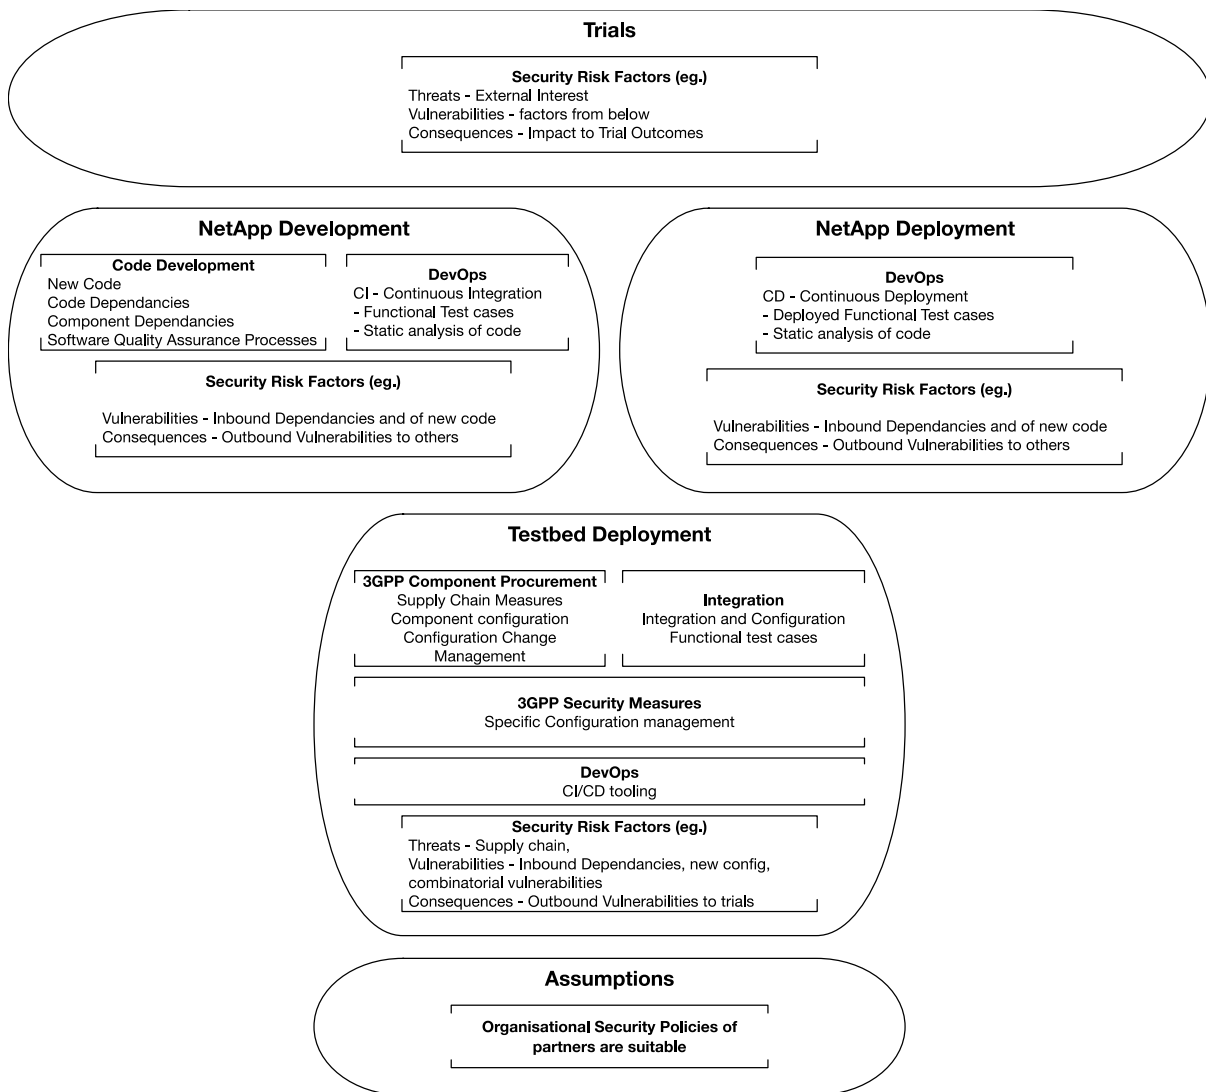 Trials
Security Risk Factors (eg.)
Threats - External Interest
Vulnerabilities - factors from below
Consequences - Impact to Trial Outcomes
NetApp Development
Code Development
New Code
Code Dependancies
Component Dependancies
Software Quality Assurance Processes
DevOps
CI - Continuous Integration
- Functional Test cases
- Static analysis of code
Security Risk Factors (eg.)
Vulnerabilities - Inbound Dependancies and of new code
Consequences - Outbound Vulnerabilities to others
NetApp Deployment
DevOps
CD - Continuous Deployment
- Deployed Functional Test cases
- Static analysis of code
Security Risk Factors (eg.)
Vulnerabilities - Inbound Dependancies and of new code
Consequences - Outbound Vulnerabilities to others
Testbed Deployment
3GPP Component Procurement
Supply Chain Measures
Component configuration
Configuration Change
Management
Integration
Integration and Configuration
Functional test cases
3GPP Security Measures
Specific Configuration management
DevOps
CI/CD tooling
Security Risk Factors (eg.)
Threats - Supply chain,
Vulnerabilities - Inbound Dependancies, new config,
combinatorial vulnerabilities
Consequences - Outbound Vulnerabilities to trials
Assumptions
Organisational Security Policies of
partners are suitable